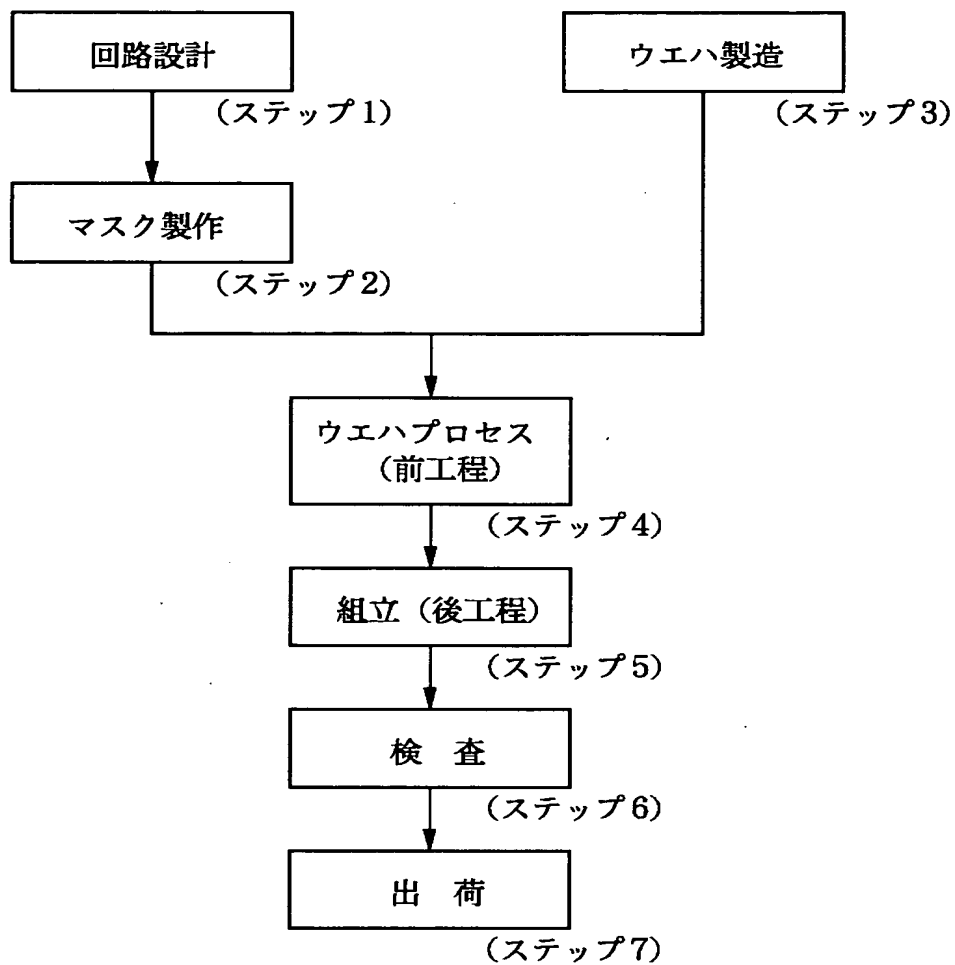 回路設計
(ステップ1)
ウエハ製造
(ステップ3)
マスク製作
(ステップ2)
ウエハプロセス
(前工程)
(ステップ4)
組立(後工程)
(ステップ5)
検 査
(ステップ6)
出 荷
(ステップ7)